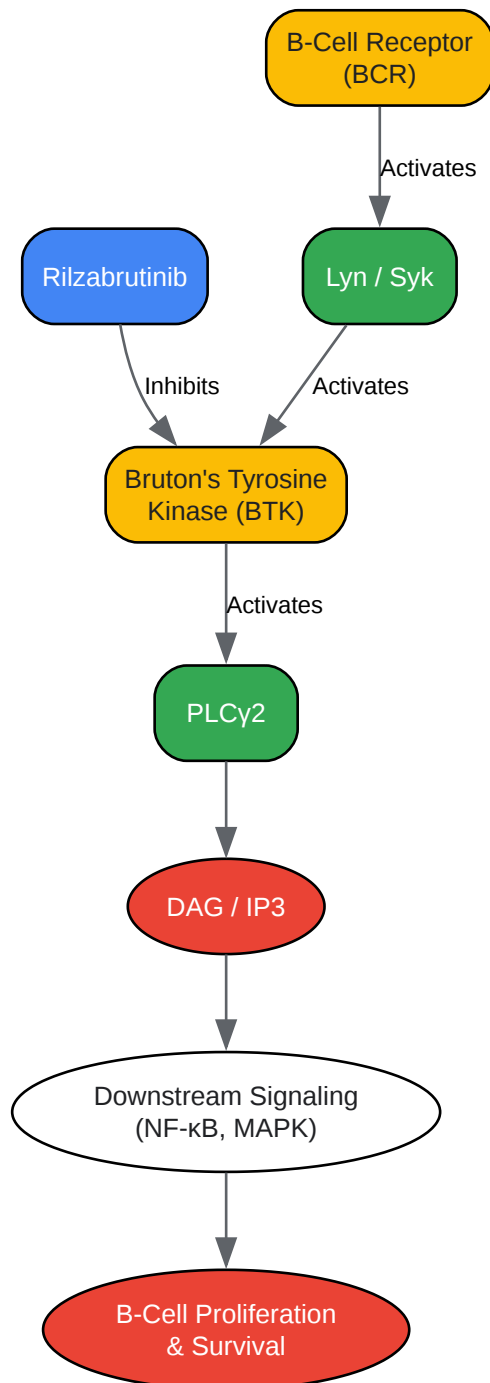 B-Cell Receptor
(BCR)
Activates
Rilzabrutinib
Lyn / Syk
Inhibits
Activates
Bruton's Tyrosine
Kinase (BTK)
Activates
PLCγ2
DAG / IP3
Downstream Signaling
(NF-κB, MAPK)
B-Cell Proliferation
& Survival